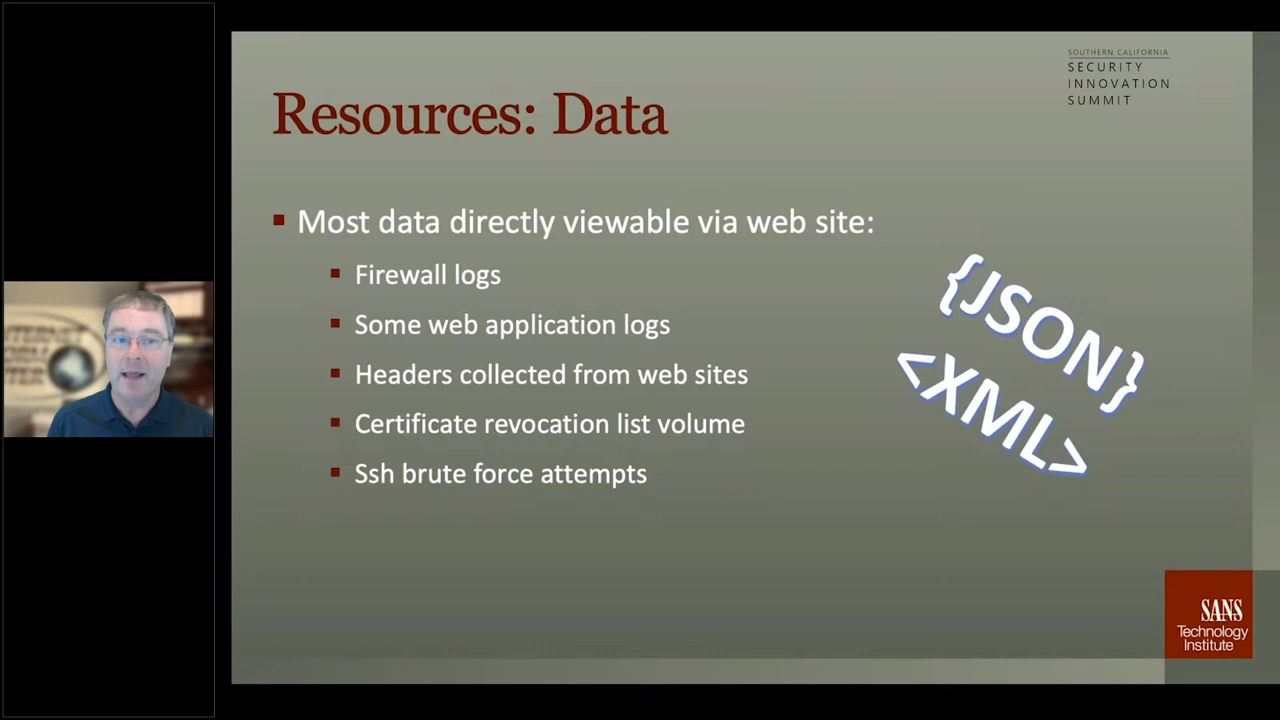 SOUTHERN CALIFORNIA
SECURITY
INNOVATION
SUMMIT
Resources: Data
Most data directly viewable via web site:
Firewall logs
Some web application logs
Headers collected from web sites
Certificate revocation list volume
Ssh brute force attempts
{JSON}
<XML>
SANS
Technology
Institute